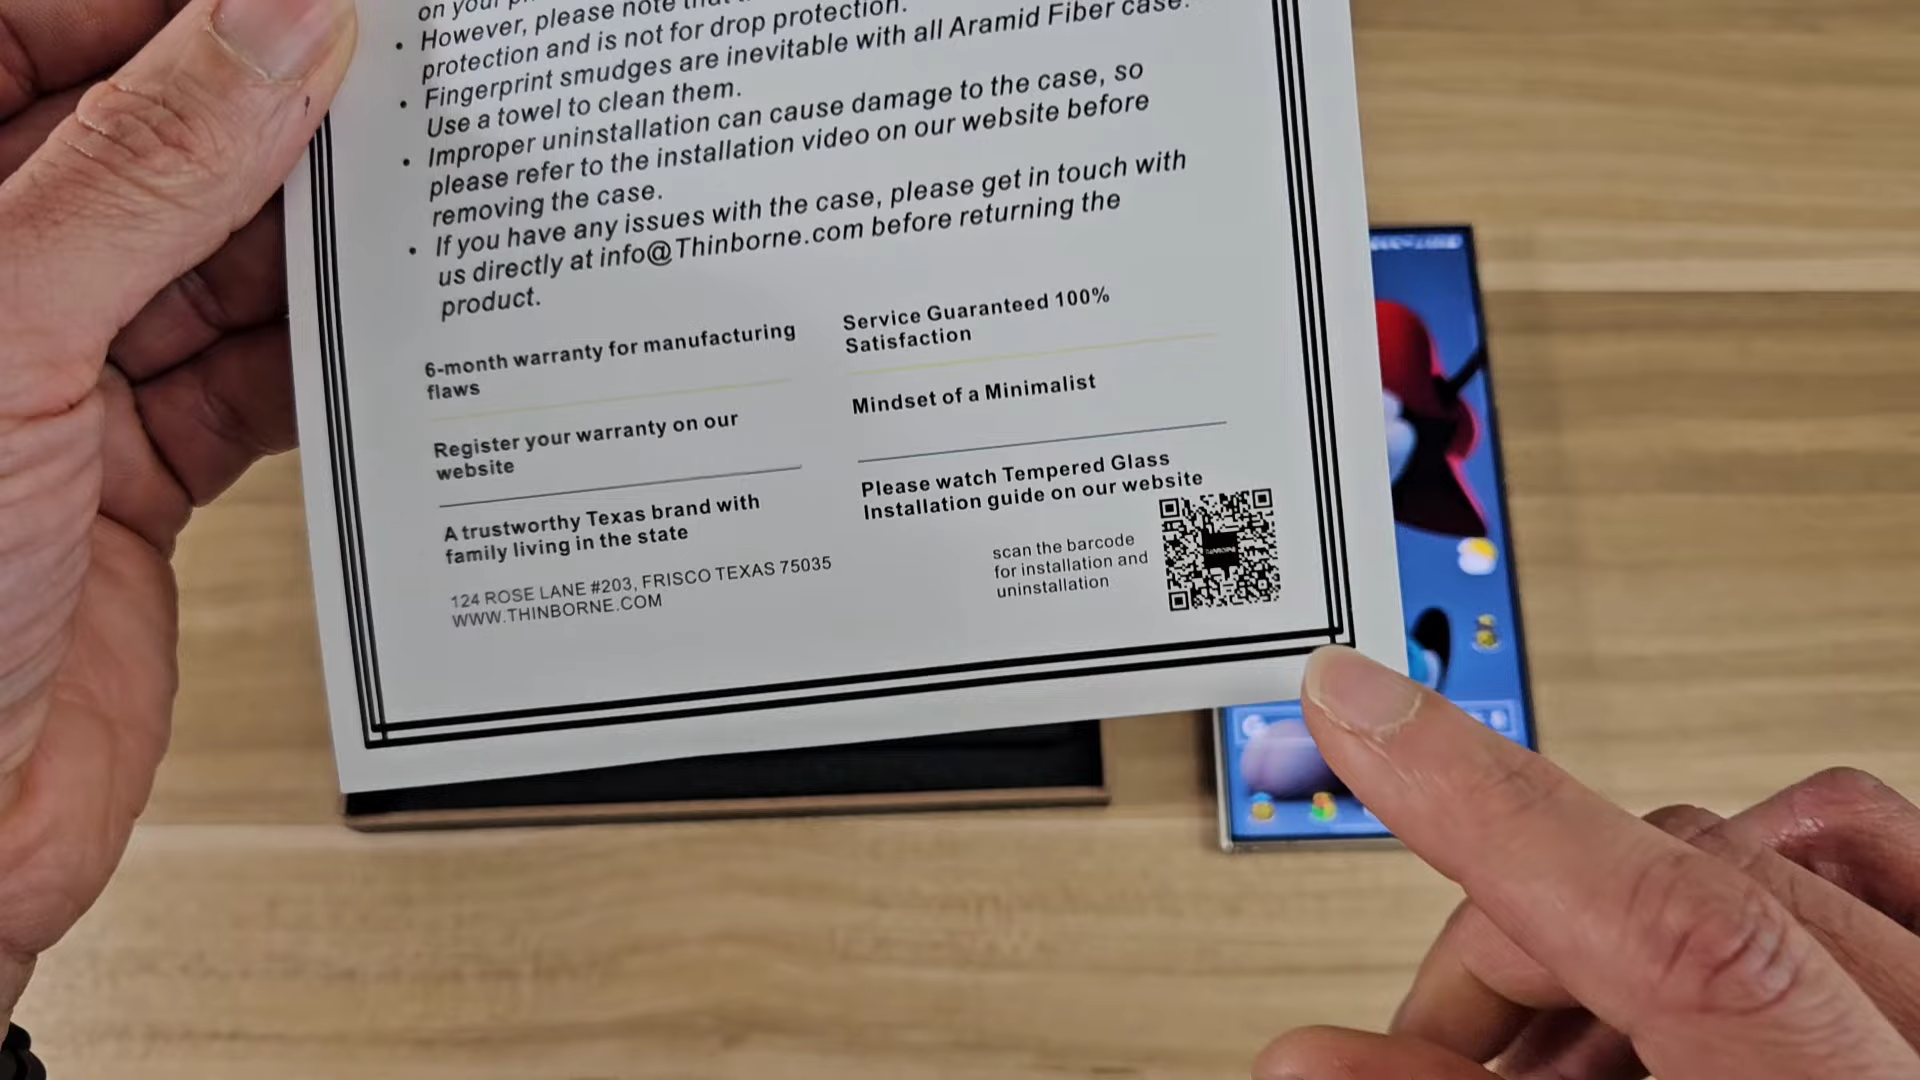 on your
• However, please note that
protection and is not for drop protection.
• Fingerprint smudges are inevitable with all Aramid Fiber case.
Use a towel to clean them.
• Improper uninstallation can cause damage to the case, so
please refer to the installation video on our website before
removing the case.
• If you have any issues with the case, please get in touch with
us directly at info@Thinborne.com before returning the
product.
6-month warranty for manufacturing
flaws
Register your warranty on our
website
A trustworthy Texas brand with
family living in the state
124 ROSE LANE #203, FRISCO TEXAS 75035
WWW.THINBORNE.COM
Service Guaranteed 100%
Satisfaction
Mindset of a Minimalist
Please watch Tempered Glass
Installation guide on our website
scan the barcode
for installation and
uninstallation